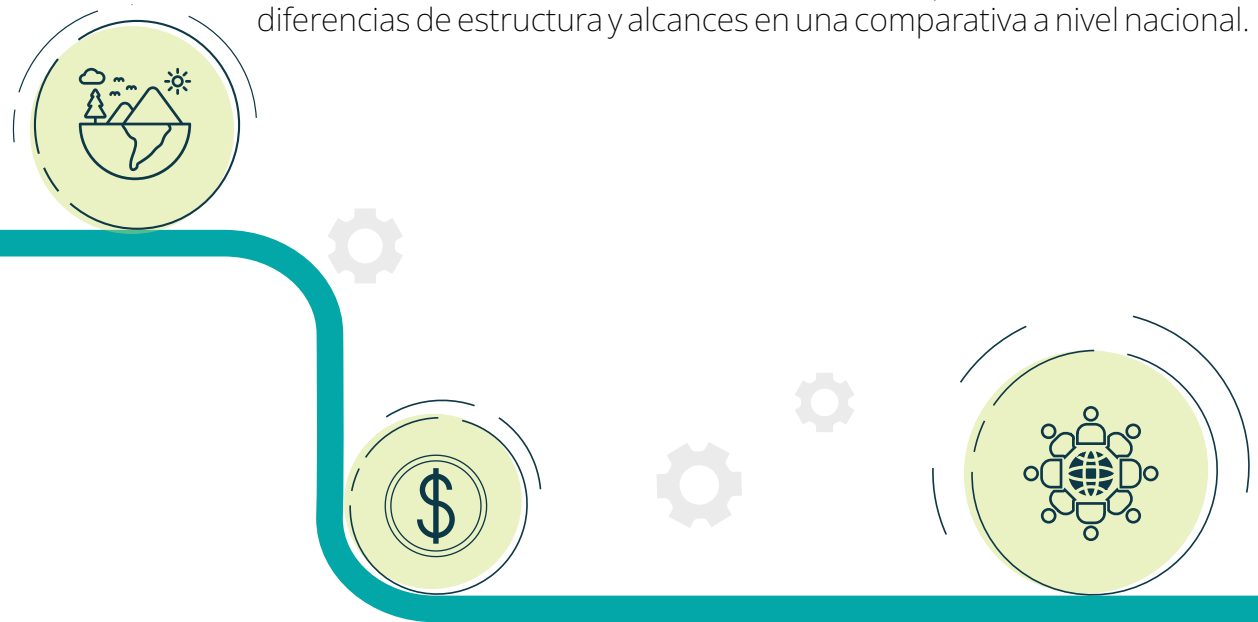 diferencias de estructura y alcances en una comparativa a nivel nacional.
$